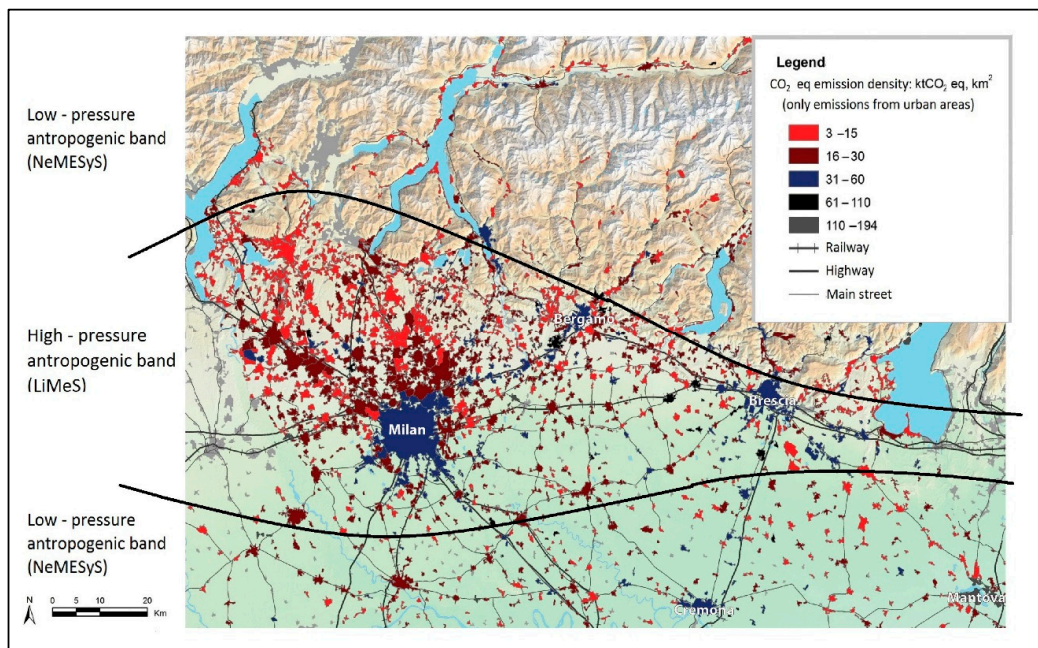 Low - pressure
antropogenic band
(NeMESyS)
High - pressure
antropogenic band
(LiMeS)
Low - pressure
antropogenic band
(NeMESyS)
N
0 5 10 20
Km
Legend
CO₂ eq emission density: ktCO₂ eq, km²
(only emissions from urban areas)
3 – 15
16 – 30
31 – 60
61 – 110
110 – 194
Railway
Highway
Main street
Bergamo
Brescia
Milan
Cremona
Mantova